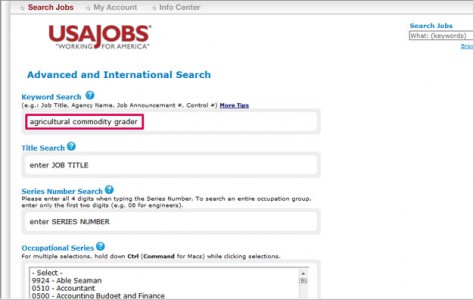 Search Jobs My Account Info Center
USAJOBS
"WORKING FOR AMERICA"
Search Jobs
What: (keywords)
Advanced and International Search
Keyword Search ?
(e.g.: Job Title, Agency Name, Job Announcement #, Control #) More Tips
agricultural commodity grader
Title Search ?
enter JOB TITLE
Series Number Search ?
Please enter all 4 digits when typing the Series Number. To search an entire occupation group,
enter only the first two digits (e.g. 08 for engineers).
enter SERIES NUMBER
Occupational Series ?
For multiple selections, hold down Ctrl (Command for Macs) while clicking selections.
- Select -
9924 - Able Seaman
0510 - Accountant
0500 - Accounting Budget and Finance